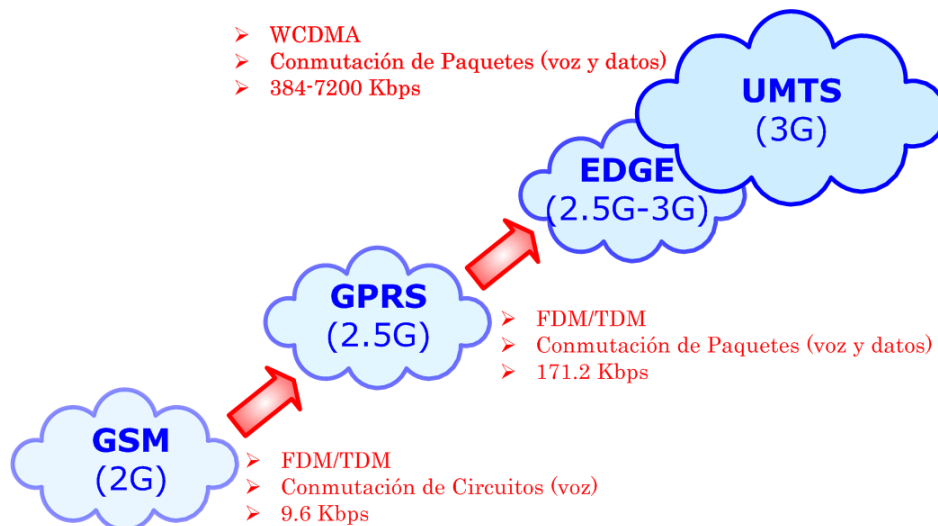 WCDMA
Conmutación de Paquetes (voz y datos)
384-7200 Kbps
UMTS
(3G)
EDGE
(2.5G-3G)
GPRS
(2.5G)
FDM/TDM
Conmutación de Paquetes (voz y datos)
171.2 Kbps
GSM
(2G)
FDM/TDM
Conmutación de Circuitos (voz)
9.6 Kbps